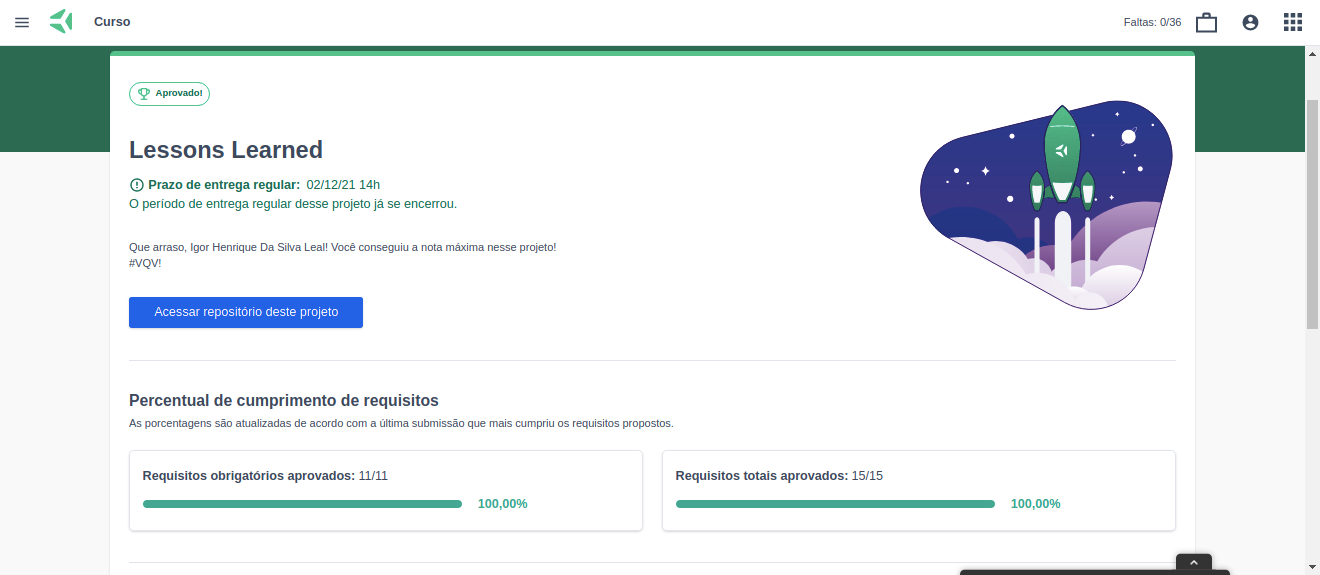 Curso
Faltas: 0/36
Aprovado!
Lessons Learned
Prazo de entrega regular: 02/12/21 14h
O período de entrega regular desse projeto já se encerrou.
Que arraso, Igor Henrique Da Silva Leal! Você conseguiu a nota máxima nesse projeto!
#VQV!
Acessar repositório deste projeto
Percentual de cumprimento de requisitos
As porcentagens são atualizadas de acordo com a última submissão que mais cumpriu os requisitos propostos.
Requisitos obrigatórios aprovados: 11/11
100,00%
Requisitos totais aprovados: 15/15
100,00%